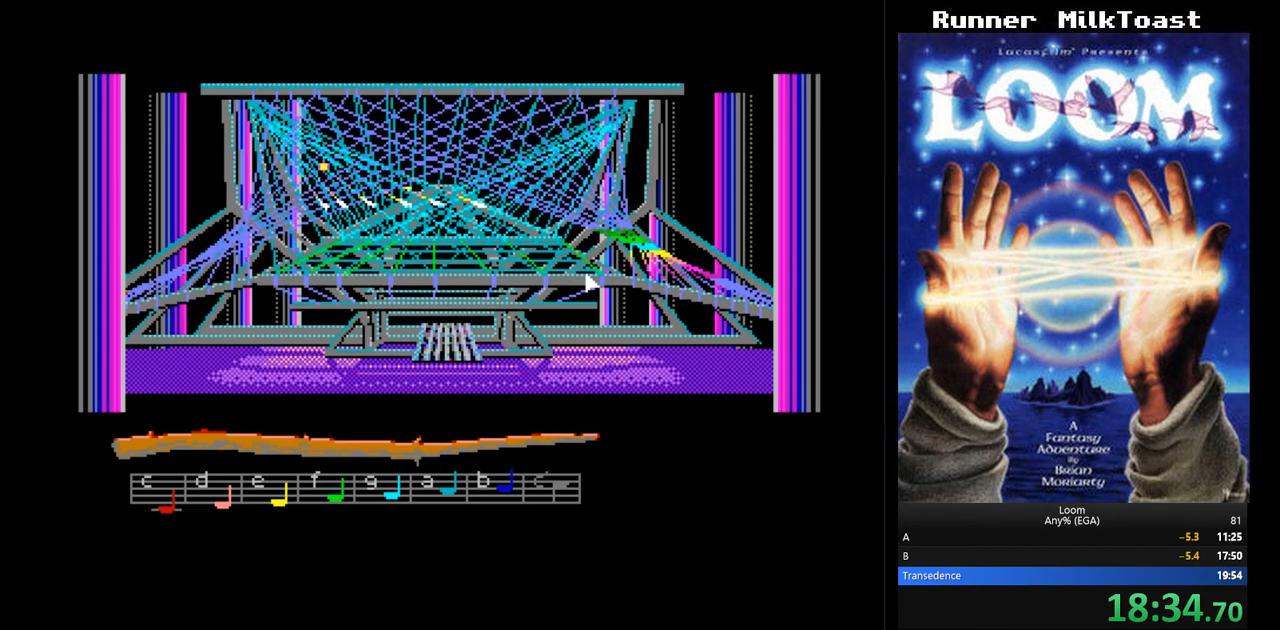 Runner MilkToast
Lucasfilm™ Presents
LOOM
A
Fantasy
Adventure
By
Brian
Moriarty
c d e f g a b c'
Loom
Any% (EGA) 81
A -5.3 11:25
B -5.4 17:50
Transedence 19:54
18:34.70